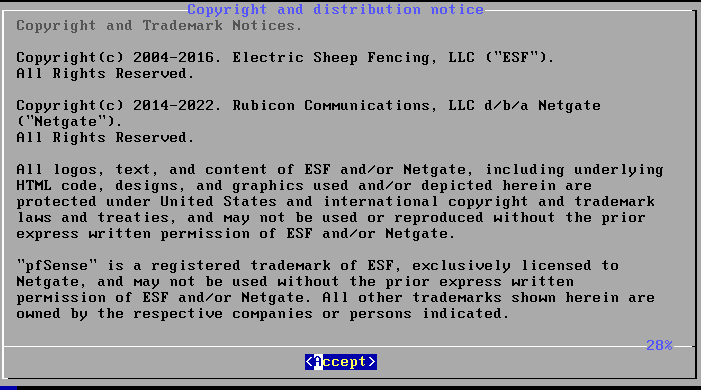 Copyright and distribution notice
Copyright and Trademark Notices.
Copyright(c) 2004-2016. Electric Sheep Fencing, LLC ("ESF").
All Rights Reserved.
Copyright(c) 2014-2022. Rubicon Communications, LLC d/b/a Netgate
("Netgate").
All Rights Reserved.
All logos, text, and content of ESF and/or Netgate, including underlying
HTML code, designs, and graphics used and/or depicted herein are
protected under United States and international copyright and trademark
laws and treaties, and may not be used or reproduced without the prior
express written permission of ESF and/or Netgate.
"pfSense" is a registered trademark of ESF, exclusively licensed to
Netgate, and may not be used without the prior express written
permission of ESF and/or Netgate. All other trademarks shown herein are
owned by the respective companies or persons indicated.
28%
<Accept>